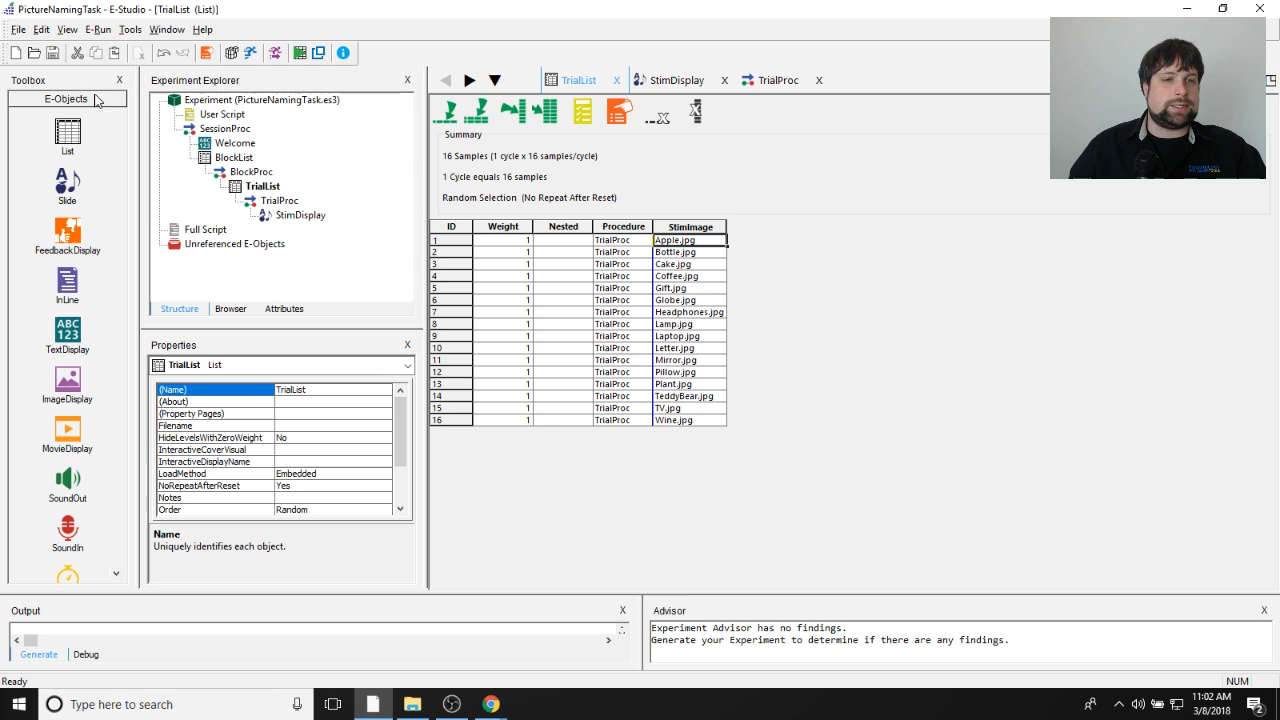 PictureNamingTask - E-Studio - [TrialList (List)]
File Edit View E-Run Tools Window Help
Toolbox X
E-Objects
List
Slide
FeedbackDisplay
InLine
ABC
123
TextDisplay
ImageDisplay
MovieDisplay
SoundOut
SoundIn
Experiment Explorer X
Experiment (PictureNamingTask.es3)
User Script
SessionProc
Welcome
BlockList
BlockProc
TrialList
TrialProc
StimDisplay
Full Script
Unreferenced E-Objects
Structure Browser Attributes
Properties X
TrialList List
(Name) TrialList
(About)
(Property Pages)
Filename
HideLevelsWithZeroWeight No
InteractiveCoverVisual
InteractiveDisplayName
LoadMethod Embedded
NoRepeatAfterReset Yes
Notes
Order Random
Name
Uniquely identifies each object.
TrialList X StimDisplay X TrialProc X
Summary
16 Samples (1 cycle x 16 samples/cycle)
1 Cycle equals 16 samples
Random Selection (No Repeat After Reset)
ID Weight Nested Procedure StimImage
1 1 TrialProc Apple.jpg
2 1 TrialProc Bottle.jpg
3 1 TrialProc Cake.jpg
4 1 TrialProc Coffee.jpg
5 1 TrialProc Gift.jpg
6 1 TrialProc Globe.jpg
7 1 TrialProc Headphones.jpg
8 1 TrialProc Lamp.jpg
9 1 TrialProc Laptop.jpg
10 1 TrialProc Letter.jpg
11 1 TrialProc Mirror.jpg
12 1 TrialProc Pillow.jpg
13 1 TrialProc Plant.jpg
14 1 TrialProc TeddyBear.jpg
15 1 TrialProc TV.jpg
16 1 TrialProc Wine.jpg
Output X
Generate Debug
Advisor X
Experiment Advisor has no findings.
Generate your Experiment to determine if there are any findings.
Ready NUM
Type here to search
11:02 AM
3/8/2018
2